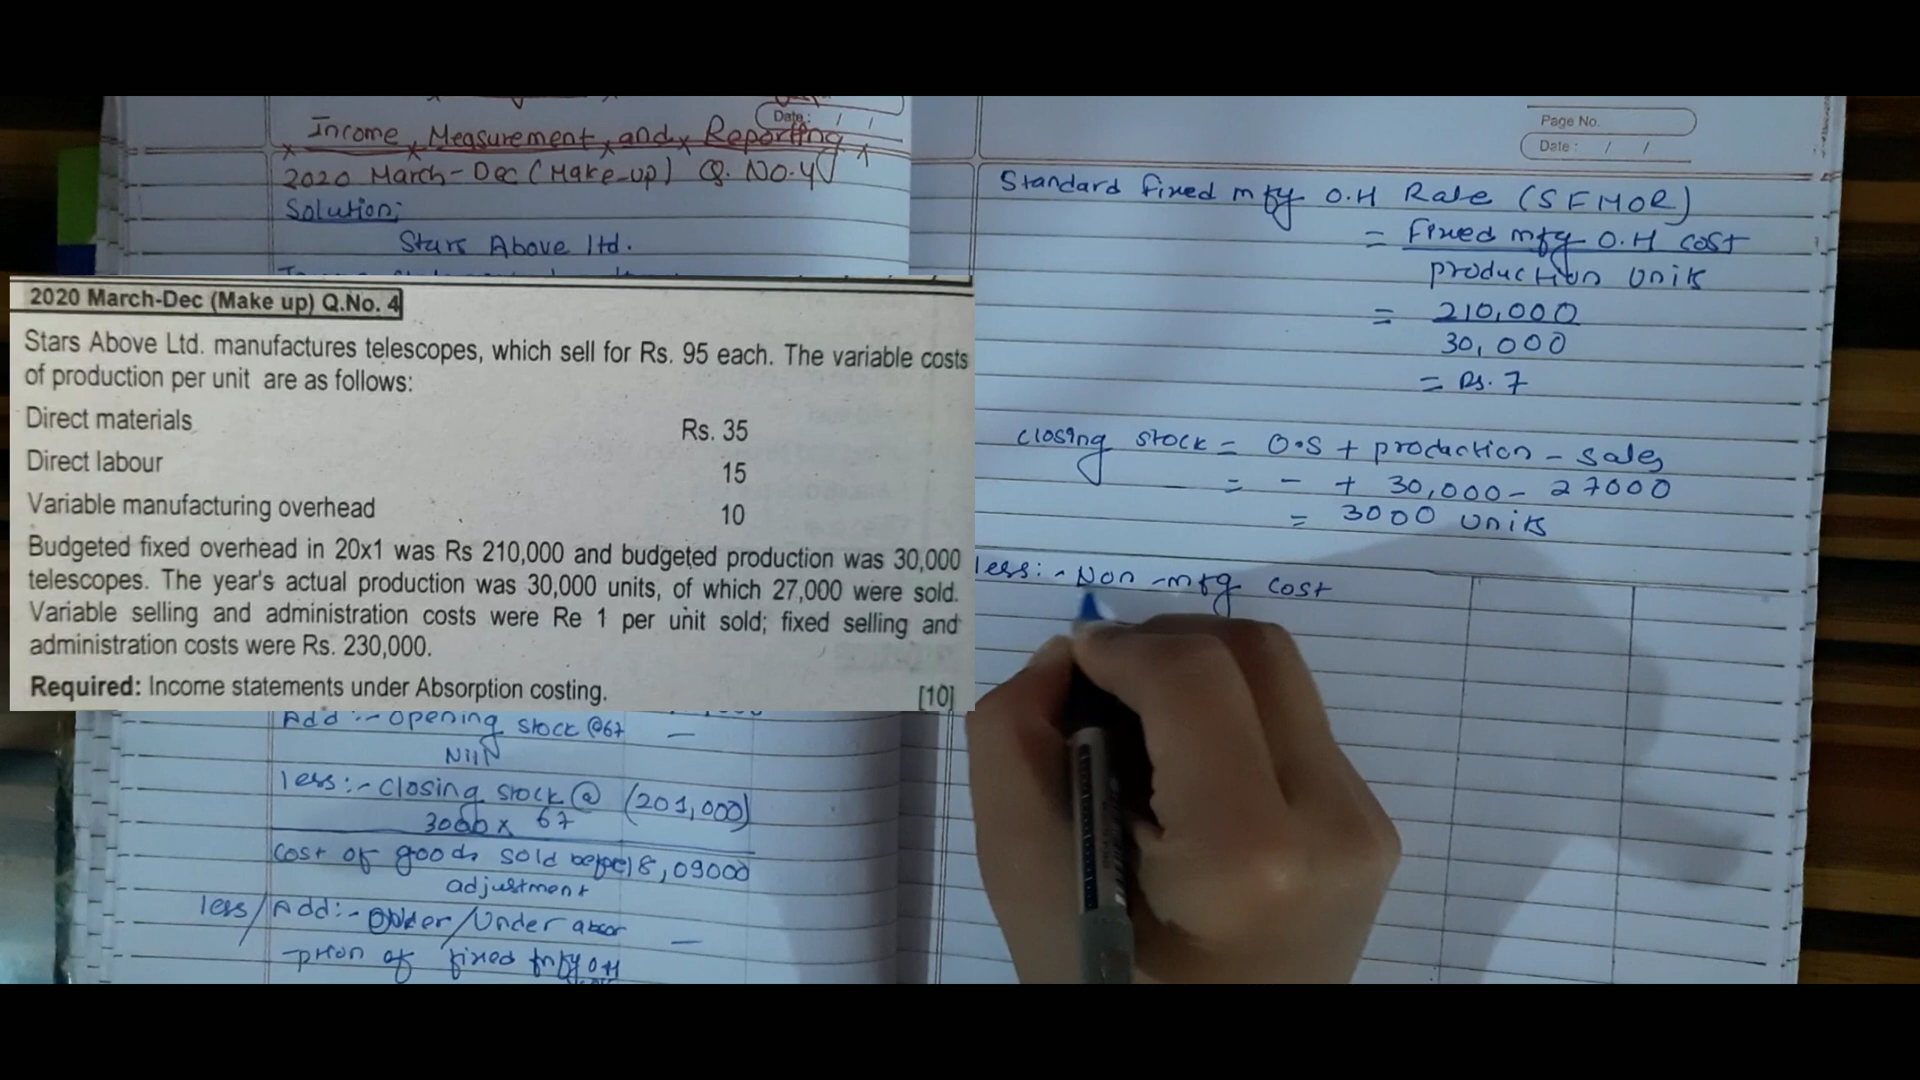 Date: / /
Income Measurement and Reporting
2020 March-Dec (Make-up) Q. NO.4
Solution:
Stars Above ltd.
2020 March-Dec (Make up) Q.No. 4
Stars Above Ltd. manufactures telescopes, which sell for Rs. 95 each. The variable costs
of production per unit are as follows:
Direct materials Rs. 35
Direct labour 15
Variable manufacturing overhead 10
Budgeted fixed overhead in 20x1 was Rs 210,000 and budgeted production was 30,000
telescopes. The year's actual production was 30,000 units, of which 27,000 were sold.
Variable selling and administration costs were Re 1 per unit sold; fixed selling and
administration costs were Rs. 230,000.
Required: Income statements under Absorption costing. [10]
Add :- opening stock @67 —
less:- closing stock @ (201,000)
3000 x 67
cost of goods sold 18,09000
adjustment
less/Add:- /Under absor —
-ption of fixed mfg O.H
Page No.
Date : / /
Standard fixed mfg O.H Rate (SFMOR)
= Fixed mfg O.H cost
production units
= 210,000
30,000
= Rs. 7
closing stock = O.S + production - sales
= - + 30,000 - 27000
= 3000 units
less:- Non-mfg cost